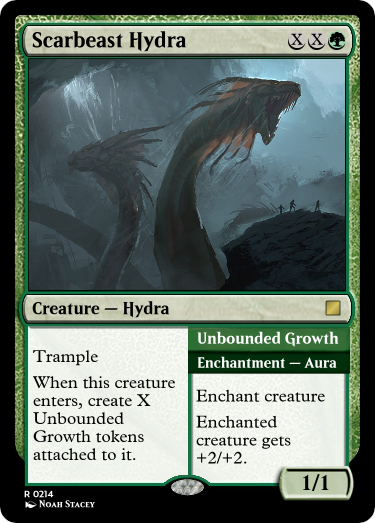 Scarbeast Hydra XXG
Creature — Hydra
Trample
When this creature
enters, create X
Unbounded
Growth tokens
attached to it.
Unbounded Growth
Enchantment — Aura
Enchant creature
Enchanted
creature gets
+2/+2.
1/1
R 0214
Noah Stacey